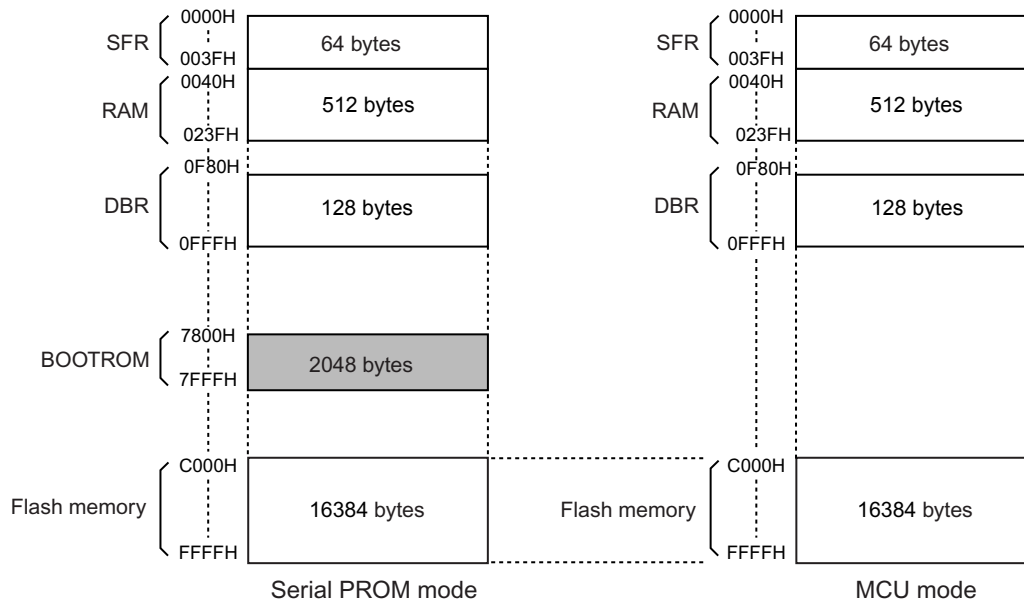 SFR
0000H
003FH
64 bytes
RAM
0040H
023FH
512 bytes
DBR
0F80H
0FFFH
128 bytes
BOOTROM
7800H
7FFFH
2048 bytes
Flash memory
C000H
FFFFH
16384 bytes
Serial PROM mode
SFR
0000H
003FH
64 bytes
RAM
0040H
023FH
512 bytes
DBR
0F80H
0FFFH
128 bytes
Flash memory
C000H
FFFFH
16384 bytes
MCU mode